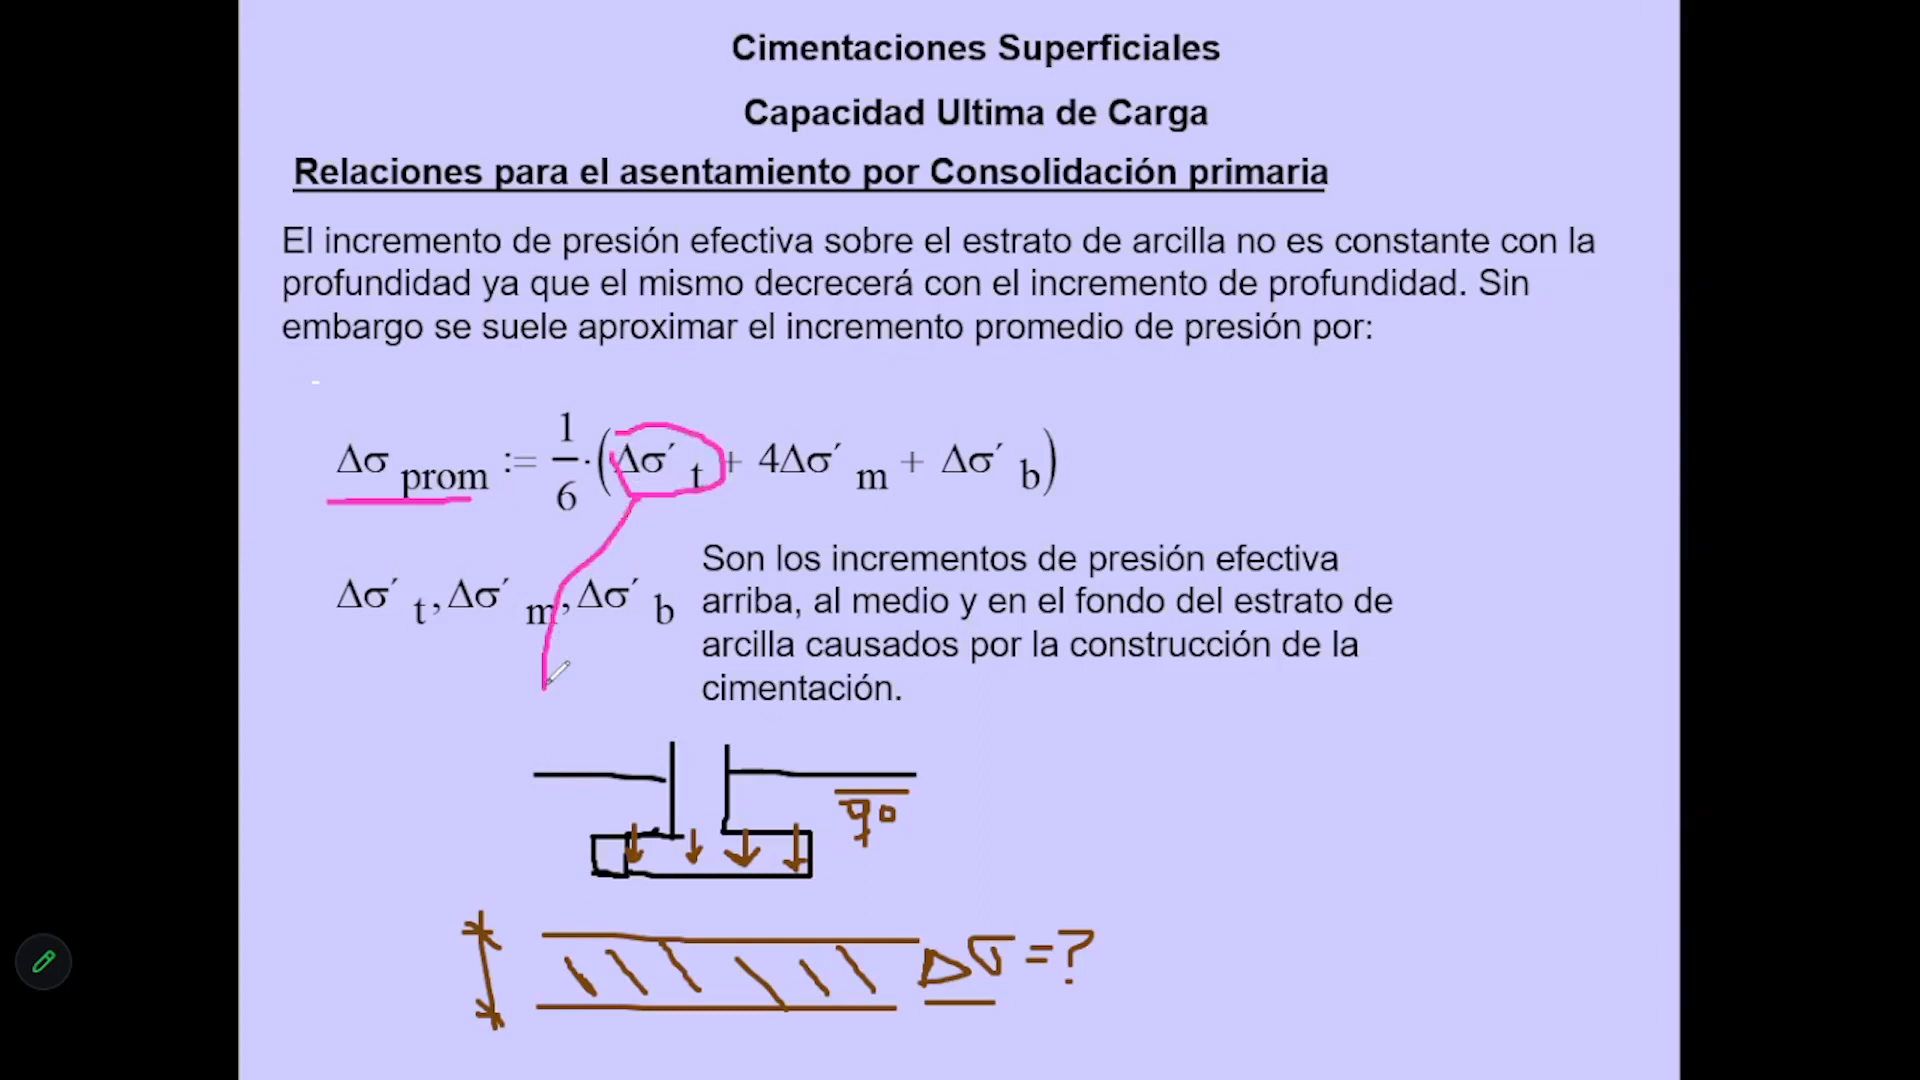 Cimentaciones Superficiales
Capacidad Ultima de Carga
Relaciones para el asentamiento por Consolidación primaria
El incremento de presión efectiva sobre el estrato de arcilla no es constante con la
profundidad ya que el mismo decrecerá con el incremento de profundidad. Sin
embargo se suele aproximar el incremento promedio de presión por:
Δσ prom := 1/6 · (Δσ´ t + 4Δσ´ m + Δσ´ b)
Δσ´ t , Δσ´ m , Δσ´ b
Son los incrementos de presión efectiva
arriba, al medio y en el fondo del estrato de
arcilla causados por la construcción de la
cimentación.
q0
Δσ = ?